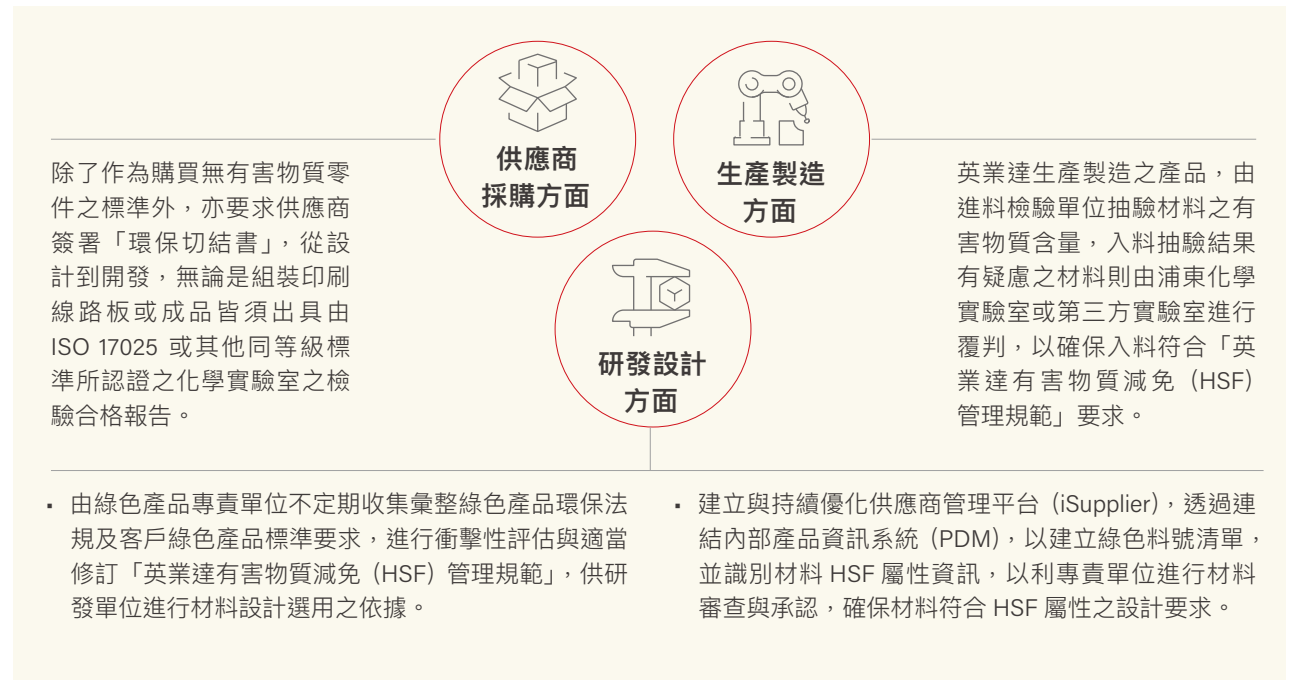 供應商
採購方面
除了作為購買無有害物質零
件之標準外，亦要求供應商
簽署「環保切結書」，從設
計到開發，無論是組裝印刷
線路板或成品皆須出具由
ISO 17025 或其他同等級標
準所認證之化學實驗室之檢
驗合格報告。
生產製造
方面
英業達生產製造之產品，由
進料檢驗單位抽驗材料之有
害物質含量，入料抽驗結果
有疑慮之材料則由浦東化學
實驗室或第三方實驗室進行
覆判，以確保入料符合「英
業達有害物質減免（HSF）
管理規範」要求。
研發設計
方面
▪ 由綠色產品專責單位不定期收集彙整綠色產品環保法
規及客戶綠色產品標準要求，進行衝擊性評估與適當
修訂「英業達有害物質減免（HSF）管理規範」，供研
發單位進行材料設計選用之依據。
▪ 建立與持續優化供應商管理平台（iSupplier），透過連
結內部產品資訊系統（PDM），以建立綠色料號清單，
並識別材料 HSF 屬性資訊，以利專責單位進行材料
審查與承認，確保材料符合 HSF 屬性之設計要求。